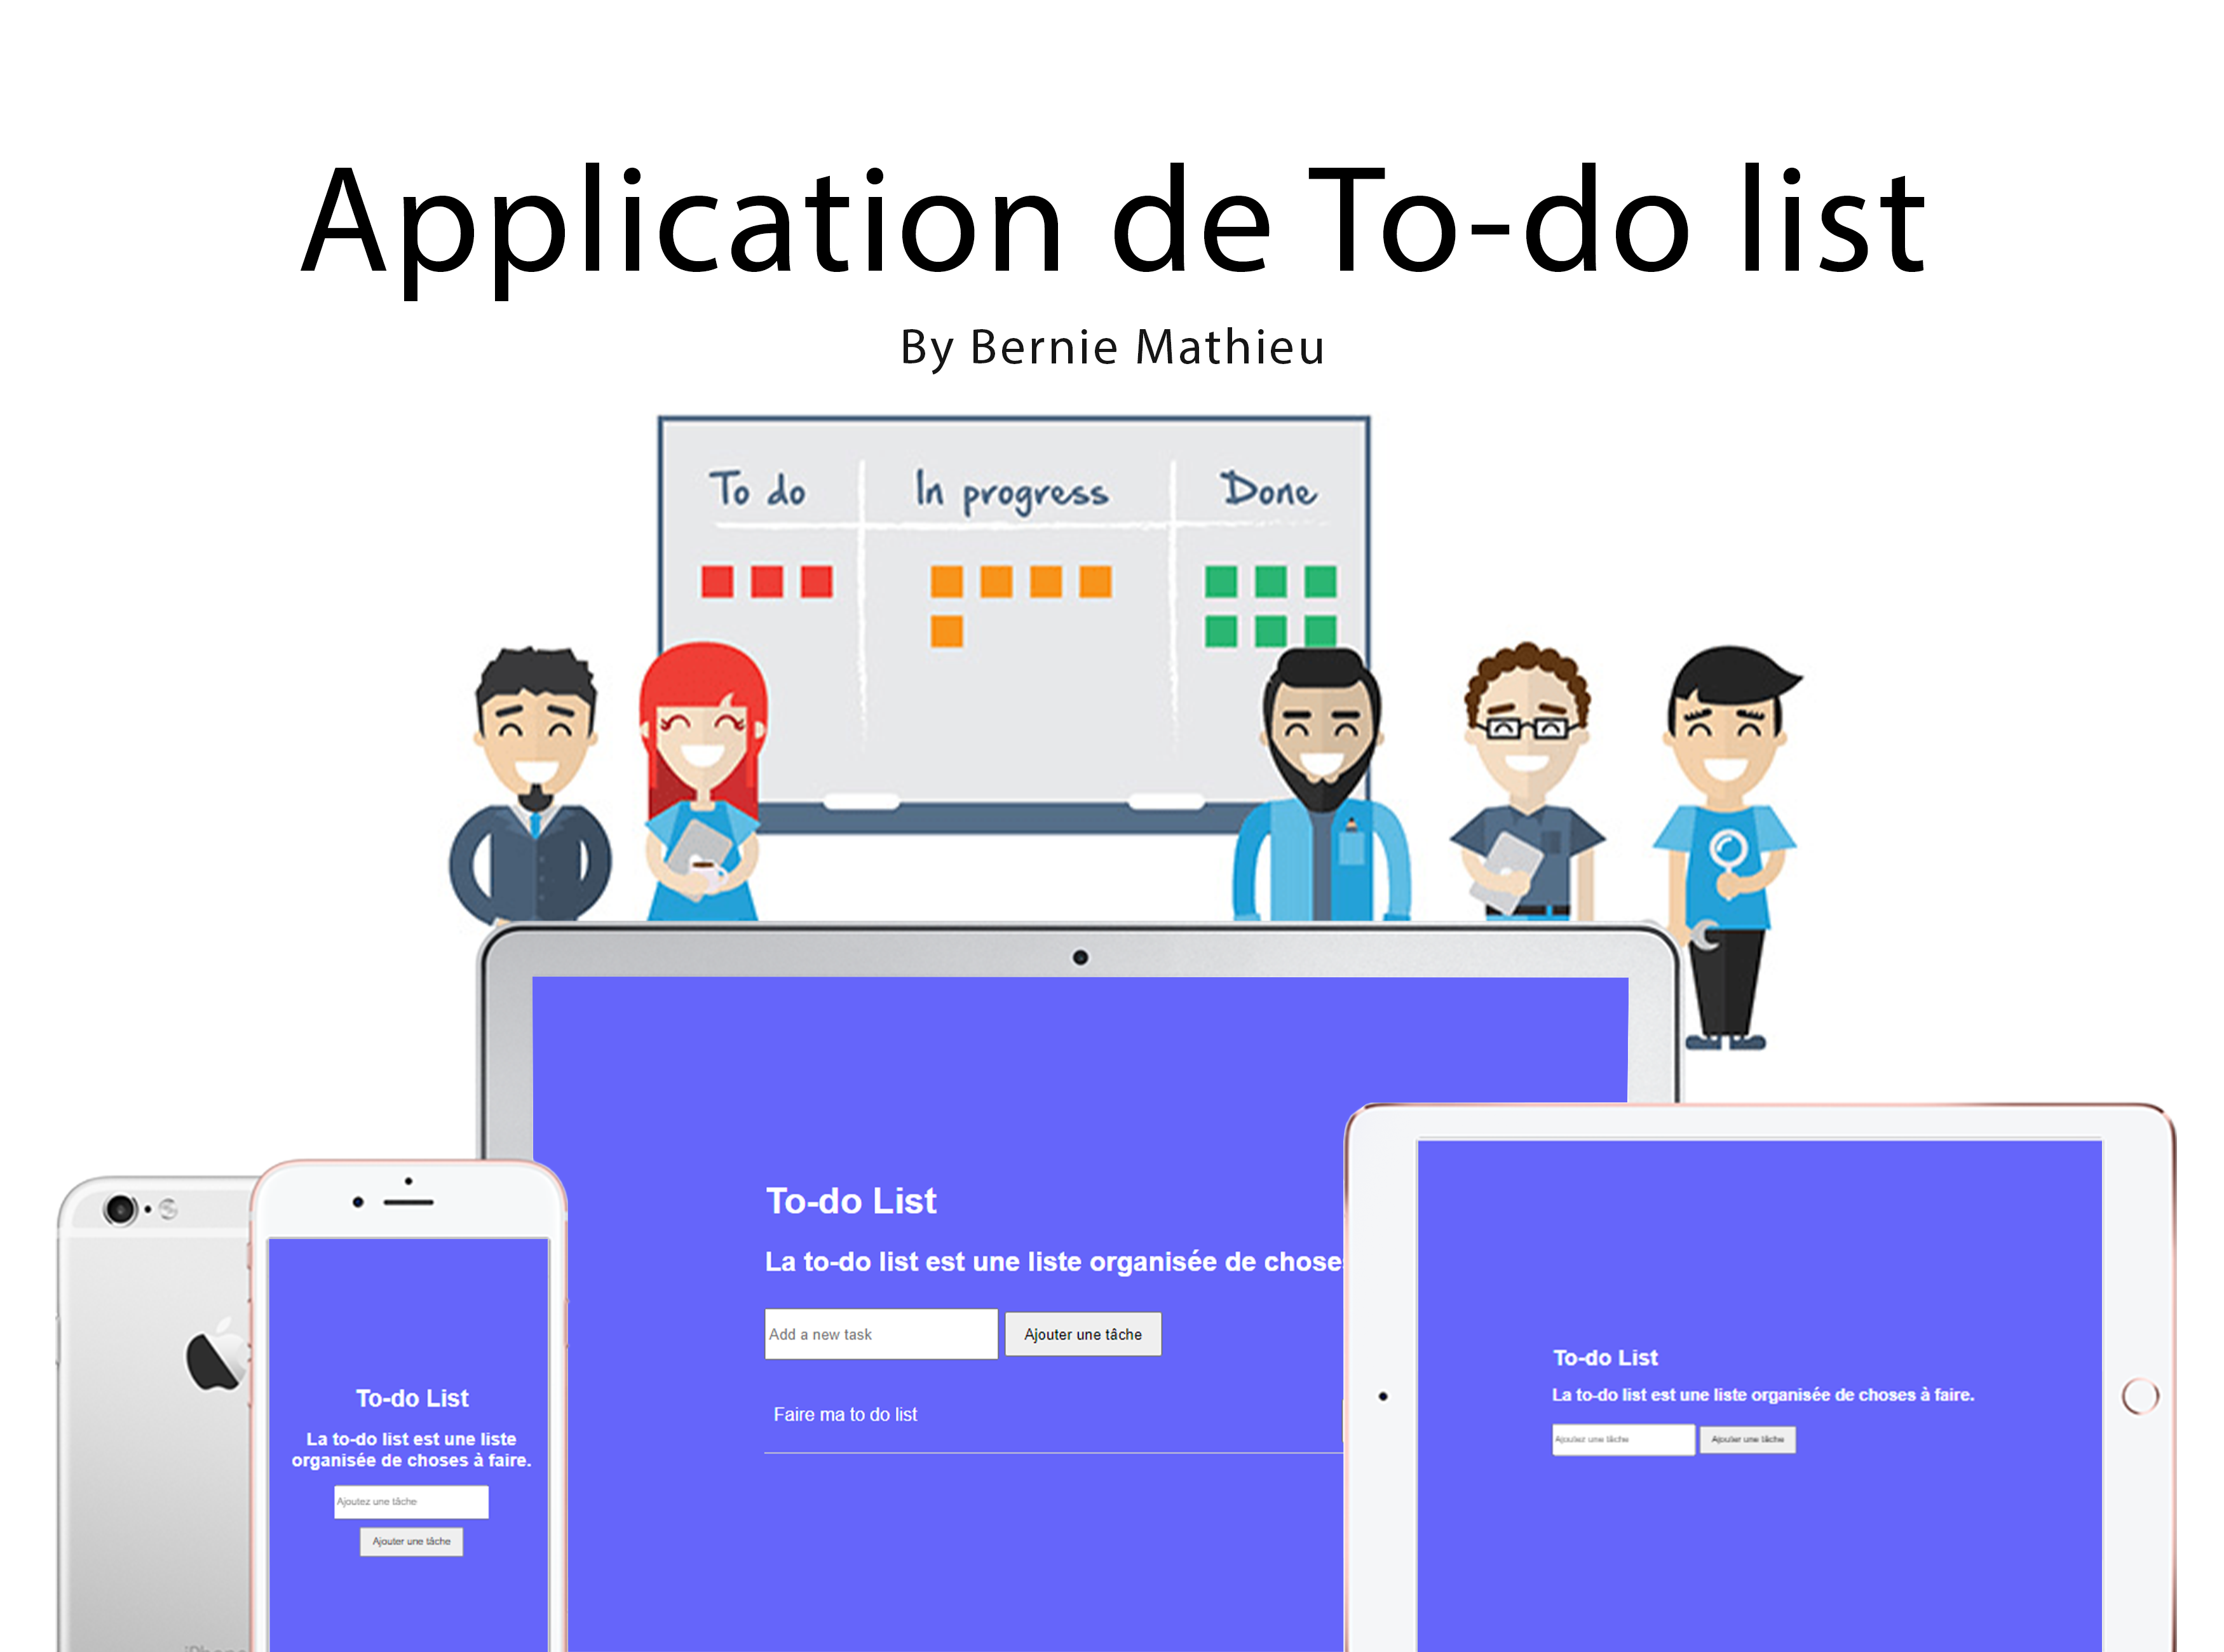 Application de To-do list
By Bernie Mathieu
To do
In progress
Done
To-do List
La to-do list est une liste organisée de chose
Add a new task
Ajouter une tâche
Faire ma to do list
To-do List
La to-do list est une liste
organisée de choses à faire.
Ajoutez une tâche
Ajouter une tâche
To-do List
La to-do list est une liste organisée de choses à faire.
Ajoutez une tâche
Ajouter une tâche